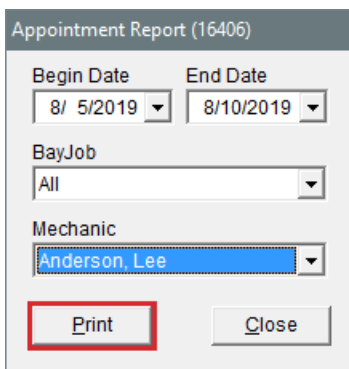 Appointment Report (16406)
Begin Date End Date
8/ 5/2019 8/10/2019
BayJob
All
Mechanic
Anderson, Lee
Print Close